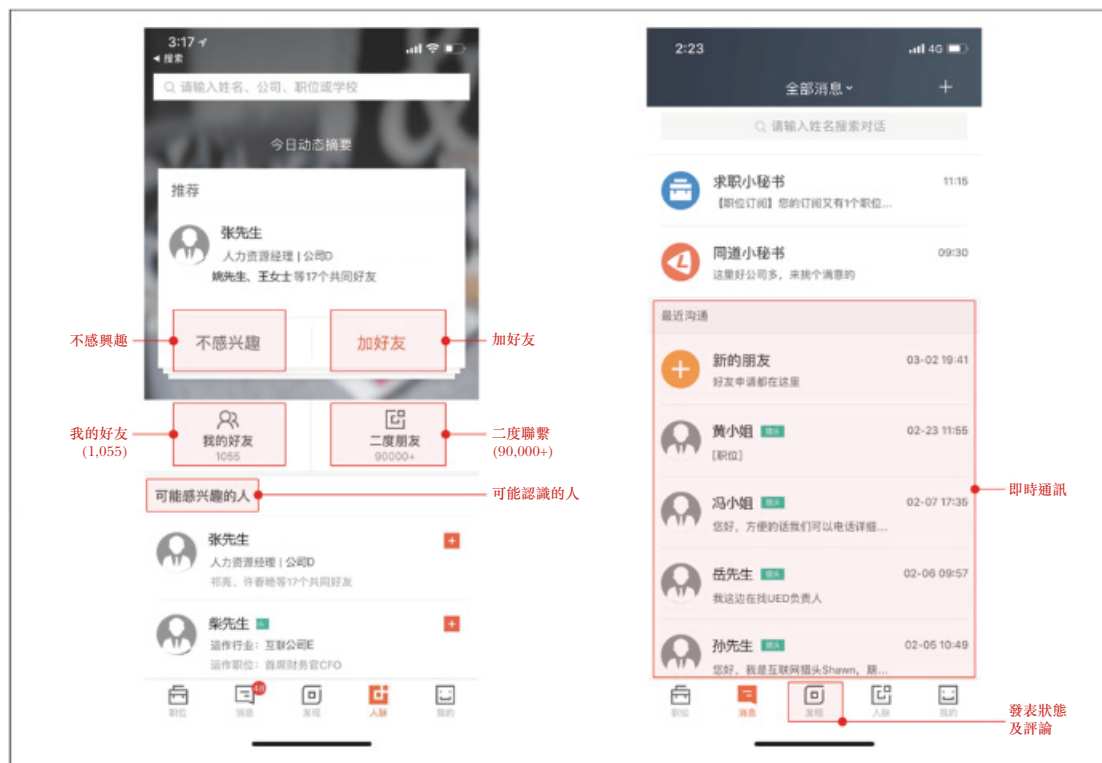 3:17
搜索
请输入姓名、公司、职位或学校
今日动态摘要
推荐
张先生
人力资源经理 | 公司D
姚先生、王女士等17个共同好友
不感興趣
不感兴趣
加好友
加好友
我的好友
(1,055)
我的好友
1055
二度朋友
90000+
二度聯繫
(90,000+)
可能感兴趣的人
可能認識的人
张先生
人力资源经理 | 公司D
祁亮、许春艳等17个共同好友
柴先生
运作行业：互联公司E
运作职位：首席财务官CFO
48
职位
消息
发现
人脉
我的
2:23
4G
全部消息
请输入姓名搜索对话
求职小秘书 11:15
【职位订阅】您的订阅又有1个职位...
同道小秘书 09:30
这里好公司多，来挑个满意的
最近沟通
新的朋友 03-02 19:41
好友申请都在这里
黄小姐 猎头 02-23 11:55
[职位]
冯小姐 猎头 02-07 17:35
您好，方便的话我们可以电话详细...
岳先生 猎头 02-06 09:57
我这边在找UED负责人
孙先生 猎头 02-05 10:49
您好，我是互联网猎头Shawn，期...
即時通訊
职位
消息
发现
人脉
我的
發表狀態
及評論